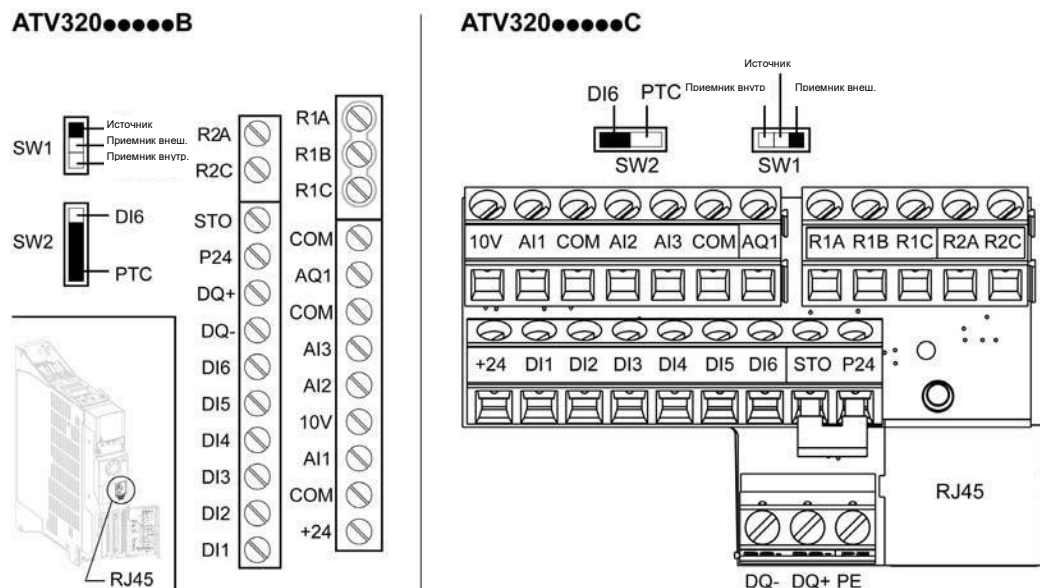 ATV320●●●●●B
SW1
Источник
Приемник внеш.
Приемник внутр.
SW2
DI6
PTC
RJ45
R2A
R2C
STO
P24
DQ+
DQ-
DI6
DI5
DI4
DI3
DI2
DI1
R1A
R1B
R1C
COM
AQ1
COM
AI3
AI2
10V
AI1
COM
+24
ATV320●●●●●C
Источник
DI6 PTC Приемник внутр Приемник внеш.
SW2 SW1
10V AI1 COM AI2 AI3 COM AQ1 R1A R1B R1C R2A R2C
+24 DI1 DI2 DI3 DI4 DI5 DI6 STO P24
RJ45
DQ- DQ+ PE